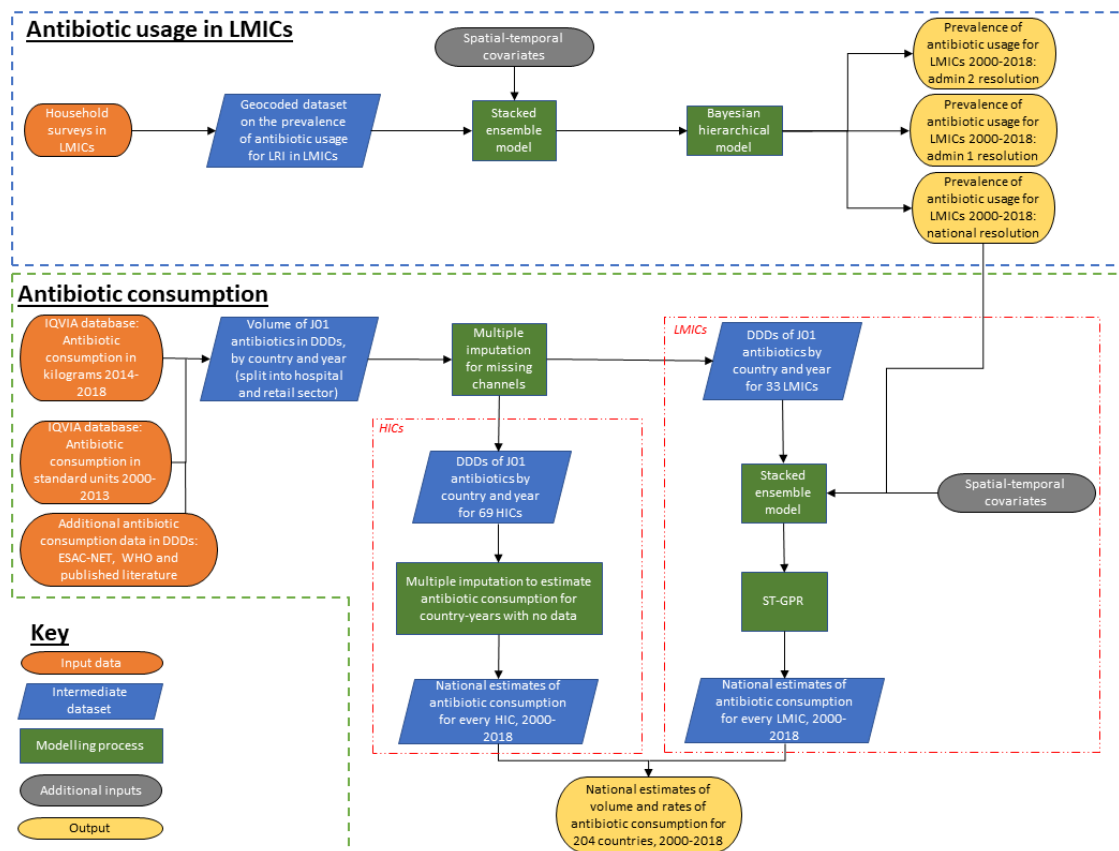 Antibiotic usage in LMICs
Spatial-temporal
covariates
Household
surveys in
LMICs
Geocoded dataset
on the prevalence
of antibiotic usage
for LRI in LMICs
Stacked
ensemble
model
Bayesian
hierarchical
model
Prevalence of
antibiotic usage for
LMICs 2000-2018:
admin 2 resolution
Prevalence of
antibiotic usage for
LMICs 2000-2018:
admin 1 resolution
Prevalence of
antibiotic usage for
LMICs 2000-2018:
national resolution
Antibiotic consumption
IQVIA database:
Antibiotic
consumption in
kilograms 2014-
2018
IQVIA database:
Antibiotic
consumption in
standard units 2000-
2013
Additional antibiotic
consumption data in DDDs:
ESAC-NET, WHO and
published literature
Volume of J01
antibiotics in DDDs,
by country and year
(split into hospital
and retail sector)
Multiple
imputation
for missing
channels
HICs
DDDs of J01
antibiotics by
country and year
for 69 HICs
Multiple imputation to estimate
antibiotic consumption for
country-years with no data
National estimates of
antibiotic consumption
for every HIC, 2000-
2018
LMICs
DDDs of J01
antibiotics by
country and year
for 33 LMICs
Stacked
ensemble
model
Spatial-temporal
covariates
ST-GPR
National estimates of
antibiotic consumption
for every LMIC, 2000-
2018
National estimates of
volume and rates of
antibiotic consumption for
204 countries, 2000-2018
Key
Input data
Intermediate
dataset
Modelling process
Additional inputs
Output